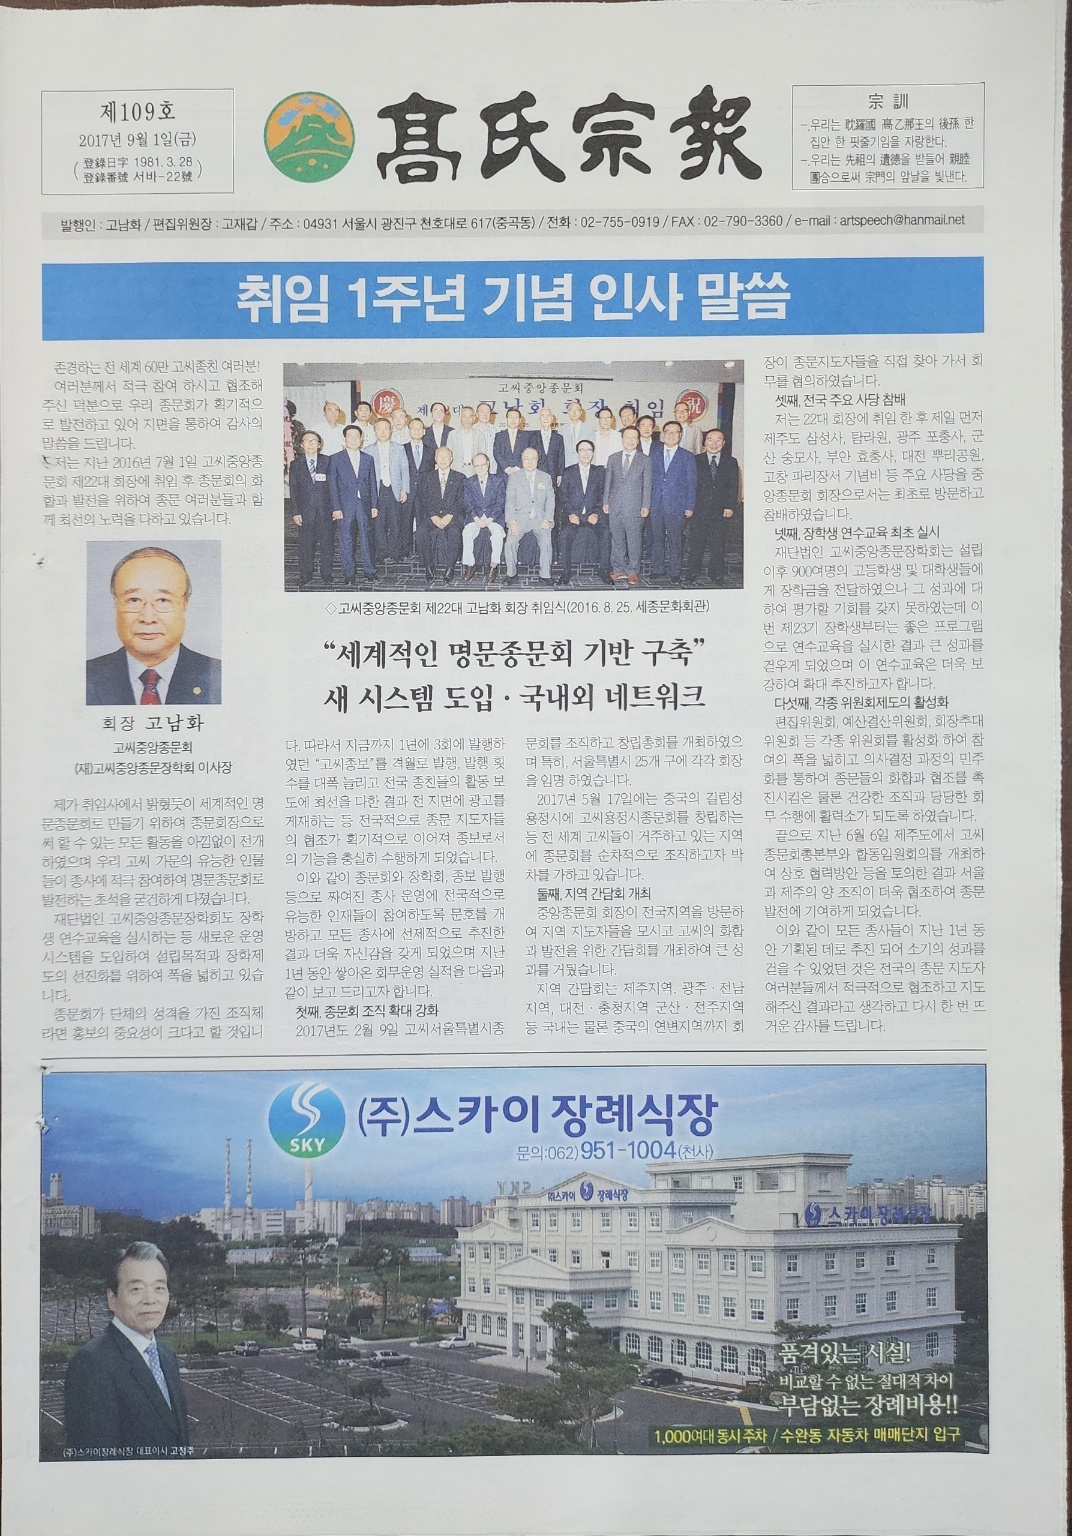 제109호
2017년 9월 1일(금)
登錄日字 1981. 3. 28
登錄番號 서바-22號
髙氏宗報
宗 訓
-.우리는 耽羅國 高乙那王의 後孫 한
집안 한 핏줄기임을 자랑한다.
-.우리는 先祖의 遺德을 받들어 親睦
團合으로써 宗門의 앞날을 빛낸다.
발행인 : 고남화 / 편집위원장 : 고재갑 / 주소 : 04931 서울시 광진구 천호대로 617(중곡동) / 전화 : 02-755-0919 / FAX : 02-790-3360 / e-mail : artspeech@hanmail.net
취임 1주년 기념 인사 말씀
존경하는 전 세계 60만 고씨종친 여러분!
여러분께서 적극 참여 하시고 협조해
주신 덕분으로 우리 종문회가 획기적으
로 발전하고 있어 지면을 통하여 감사의
말씀을 드립니다.
저는 지난 2016년 7월 1일 고씨중앙종
문회 제22대 회장에 취임 후 종문회의 화
합과 발전을 위하여 종문 여러분들과 함
께 최선의 노력을 다하고 있습니다.
회장 고남화
고씨중앙종문회
(재)고씨중앙종문장학회 이사장
제가 취임사에서 밝혔듯이 세계적인 명
문종문회로 만들기 위하여 종문회장으로
써 할 수 있는 모든 활동을 아낌없이 전개
하였으며 우리 고씨 가문의 유능한 인물
들이 종사에 적극 참여하여 명문종문회로
발전하는 초석을 굳건하게 다졌습니다.
재단법인 고씨중앙종문장학회도 장학
생 연수교육을 실시하는 등 새로운 운영
시스템을 도입하여 설립목적과 장학제
도의 선진화를 위하여 폭을 넓히고 있습
니다.
종문회가 단체의 성격을 가진 조직체
라면 홍보의 중요성이 크다고 할 것입니
고씨중앙종문회
慶
고남화 회장 취임
祝
◇고씨중앙종문회 제22대 고남화 회장 취임식(2016. 8. 25. 세종문화회관)
“세계적인 명문종문회 기반 구축”
새 시스템 도입·국내외 네트워크
다. 따라서 지금까지 1년에 3회에 발행하
였던 “고씨종보”를 격월로 발행, 발행 횟
수를 대폭 늘리고 전국 종친들의 활동 보
도에 최선을 다한 결과 전 지면에 광고를
게재하는 등 전국적으로 종문 지도자들
의 협조가 획기적으로 이어져 종보로서
의 기능을 충실히 수행하게 되었습니다.
이와 같이 종문회와 장학회, 종보 발행
등으로 짜여진 종사 운영에 전국적으로
유능한 인재들이 참여하도록 문호를 개
방하고 모든 종사에 선제적으로 추진한
결과 더욱 자신감을 갖게 되었으며 지난
1년 동안 쌓아온 회무운영 실적을 다음과
같이 보고 드리고자 합니다.
첫째, 종문회 조직 확대 강화
2017년도 2월 9일 고씨서울특별시종
문회를 조직하고 창립총회를 개최하였으
며 특히, 서울특별시 25개 구에 각각 회장
을 임명 하였습니다.
2017년 5월 17일에는 중국의 길림성
용정시에 고씨용정시종문회를 창립하는
등 전 세계 고씨들이 거주하고 있는 지역
에 종문회를 순차적으로 조직하고자 박
차를 가하고 있습니다.
둘째, 지역 간담회 개최
중앙종문회 회장이 전국지역을 방문하
여 지역 지도자들을 모시고 고씨의 화합
과 발전을 위한 간담회를 개최하여 큰 성
과를 거뒀습니다.
지역 간담회는 제주지역, 광주·전남
지역, 대전·충청지역 군산·전주지역
등 국내는 물론 중국의 연변지역까지 회
장이 종문지도자들을 직접 찾아 가서 회
무를 협의하였습니다.
셋째, 전국 주요 사당 참배
저는 22대 회장에 취임 한 후 제일 먼저
제주도 삼성사, 탐라원, 광주 포충사, 군
산 숭모사, 부안 효충사, 대전 뿌리공원,
고창 파리장서 기념비 등 주요 사당을 중
앙종문회 회장으로서는 최초로 방문하고
참배하였습니다.
넷째, 장학생 연수교육 최초 실시
재단법인 고씨중앙종문장학회는 설립
이후 900여명의 고등학생 및 대학생들에
게 장학금을 전달하였으나 그 성과에 대
하여 평가할 기회를 갖지 못하였는데 이
번 제23기 장학생부터는 좋은 프로그램
으로 연수교육을 실시한 결과 큰 성과를
걷우게 되었으며 이 연수교육은 더욱 보
강하여 확대 추진하고자 합니다.
다섯째, 각종 위원회제도의 활성화
편집위원회, 예산결산위원회, 회장추대
위원회 등 각종 위원회를 활성화 하여 참
여의 폭을 넓히고 의사결정 과정의 민주
화를 통하여 종문들의 화합과 협조를 촉
진시킴은 물론 건강한 조직과 당당한 회
무 수행에 활력소가 되도록 하였습니다.
끝으로 지난 6월 6일 제주도에서 고씨
종문회총본부와 합동임원회의를 개최하
여 상호 협력방안 등을 토의한 결과 서울
과 제주의 양 조직이 더욱 협조하여 종문
발전에 기여하게 되었습니다.
이와 같이 모든 종사들이 지난 1년 동
안 기획된 데로 추진 되어 소기의 성과를
걷을 수 있었던 것은 전국의 종문 지도자
여러분들께서 적극적으로 협조하고 지도
해주신 결과라고 생각하고 다시 한 번 뜨
거운 감사를 드립니다.
SKY
(주)스카이 장례식장
문의:062)951-1004(천사)
(주)스카이 장례식장
스카이장례식장
품격있는 시설!
비교할 수 없는 절대적 차이
부담없는 장례비용!!
1,000여대 동시 주차 / 수완동 자동차 매매단지 입구
(주)스카이장례식장 대표이사 고정주